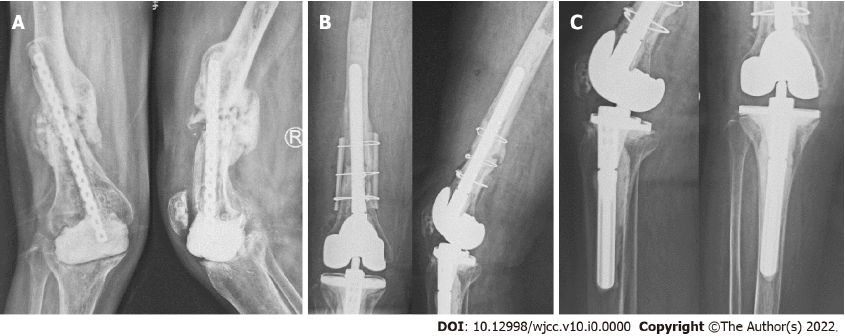 A
B
C
R
DOI: 10.12998/wjcc.v10.i0.0000 Copyright ©The Author(s) 2022.